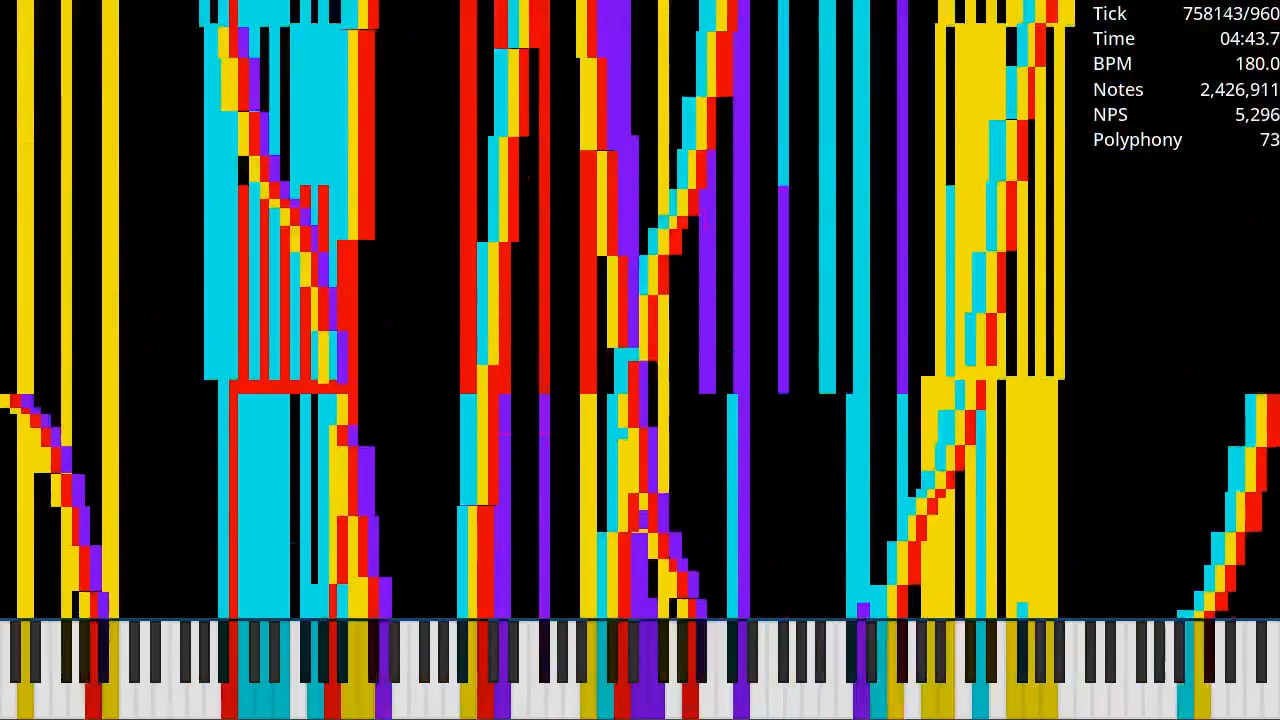 Tick 758143/960
Time 04:43.7
BPM 180.0
Notes 2,426,911
NPS 5,296
Polyphony 73